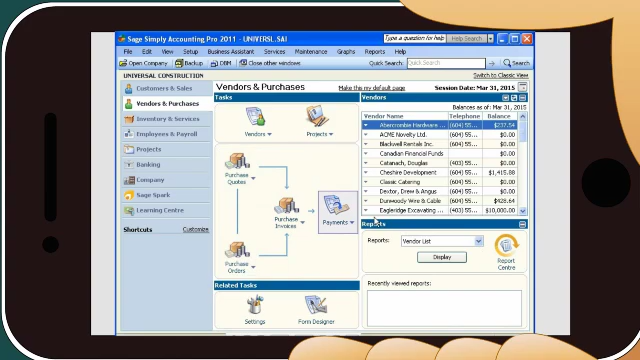 Sage Simply Accounting Pro 2011 - UNIVERSL.SAI
Type a question for help
Help Search
File Edit View Setup Business Assistant Services Maintenance Graphs Reports Help
Open Company Backup DBM Close other windows Quick Search: Quick Search Search
UNIVERSAL CONSTRUCTION
Switch to Classic View
Customers & Sales
Vendors & Purchases
Inventory & Services
Employees & Payroll
Projects
Banking
Company
Sage Spark
Learning Centre
Shortcuts Customize
Vendors & Purchases
Make this my default page
Session Date: Mar 31, 2015
Tasks
Vendors
Projects
Purchase Quotes
Purchase Invoices
Payments
Purchase Orders
Related Tasks
Settings
Form Designer
Vendors
Balances as of: Mar 31, 2015
Vendor Name Telephone Balance
Abercrombie Hardware ... (604) 55... $237.54
ACME Novelty Ltd. (604) 55... $0.00
Blackwell Rentals Inc. (604) 55... $0.00
Canadian Financial Funds $0.00
Catanach, Douglas (403) 55... $0.00
Cheshire Development (604) 55... $1,415.08
Classic Catering (604) 55... $0.00
Dextor, Drew & Angus (604) 55... $0.00
Dunwoody Wire & Cable (604) 55... $428.64
Eagleridge Excavating ... (403) 55... $10,000.00
Reports
Reports: Vendor List
Display
Report Centre
Recently viewed reports: